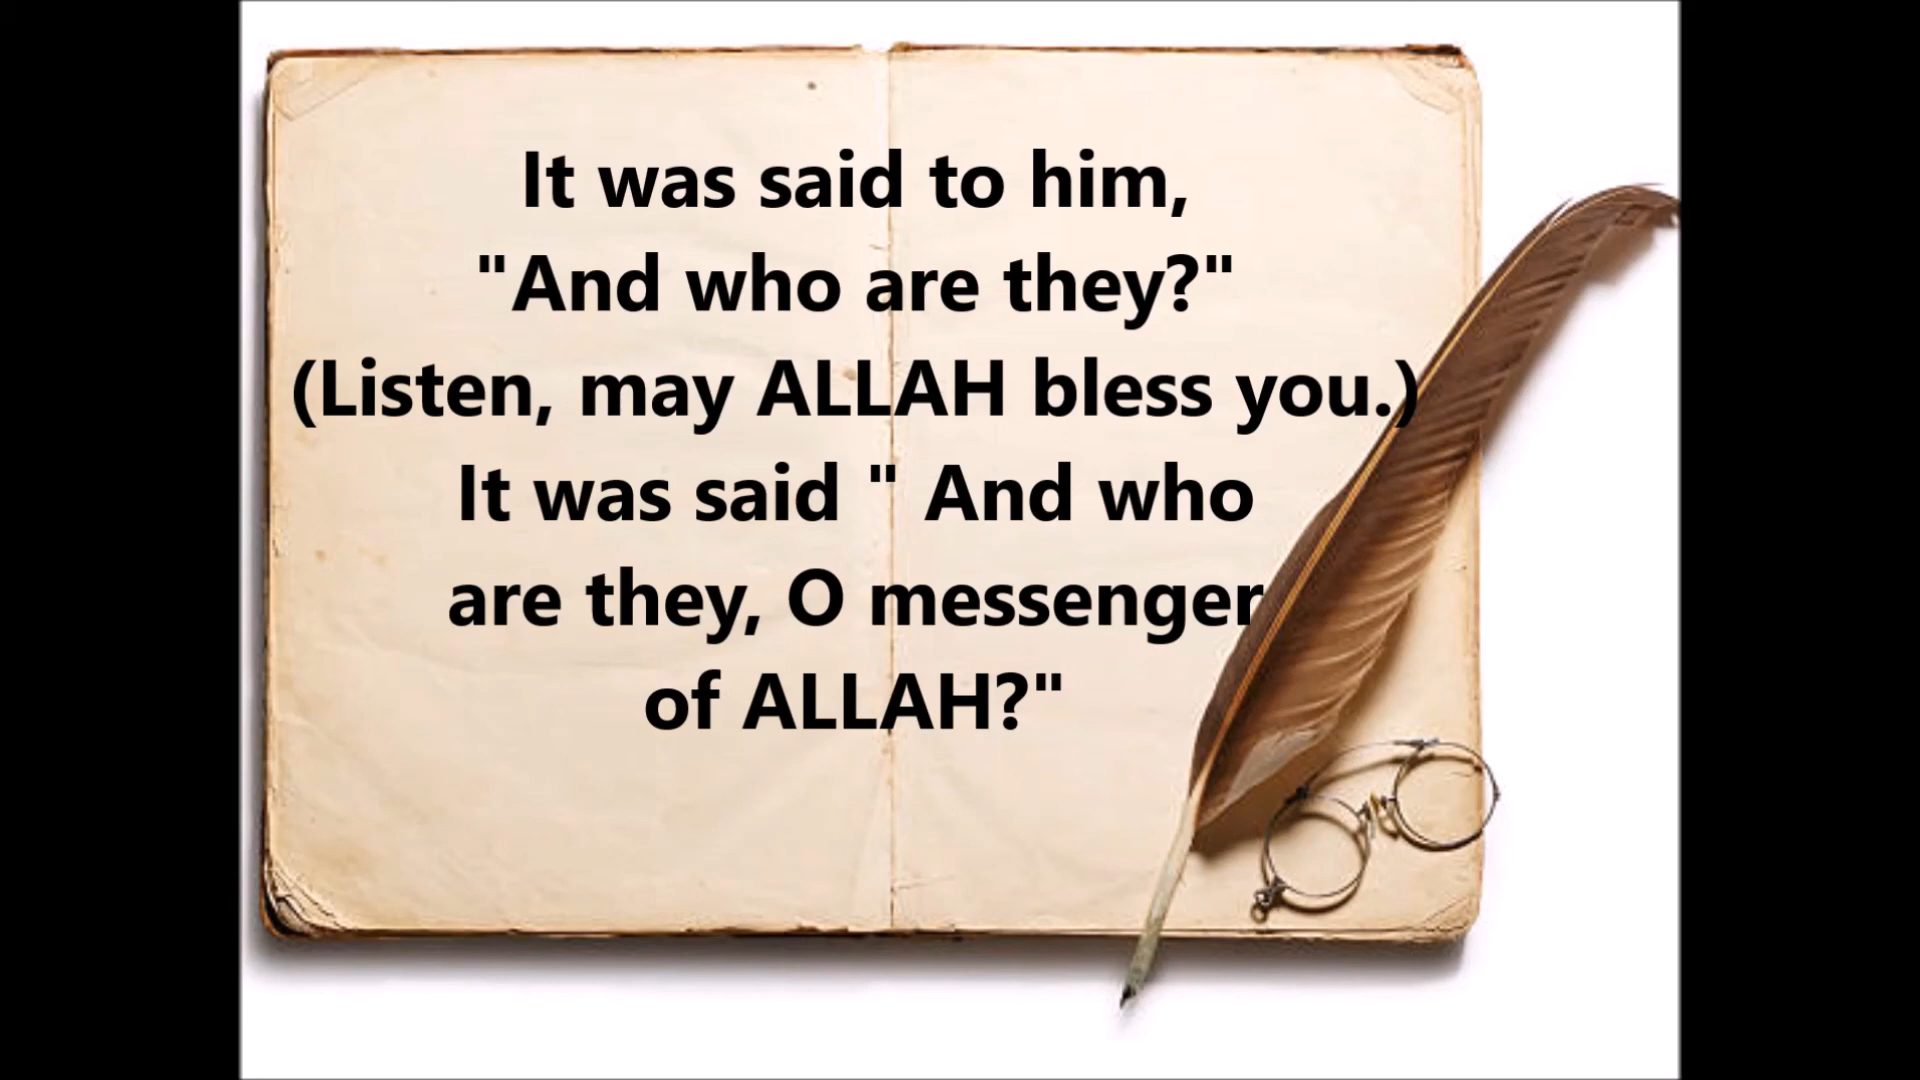 It was said to him,
"And who are they?"
(Listen, may ALLAH bless you.)
It was said " And who
are they, O messenger
of ALLAH?"